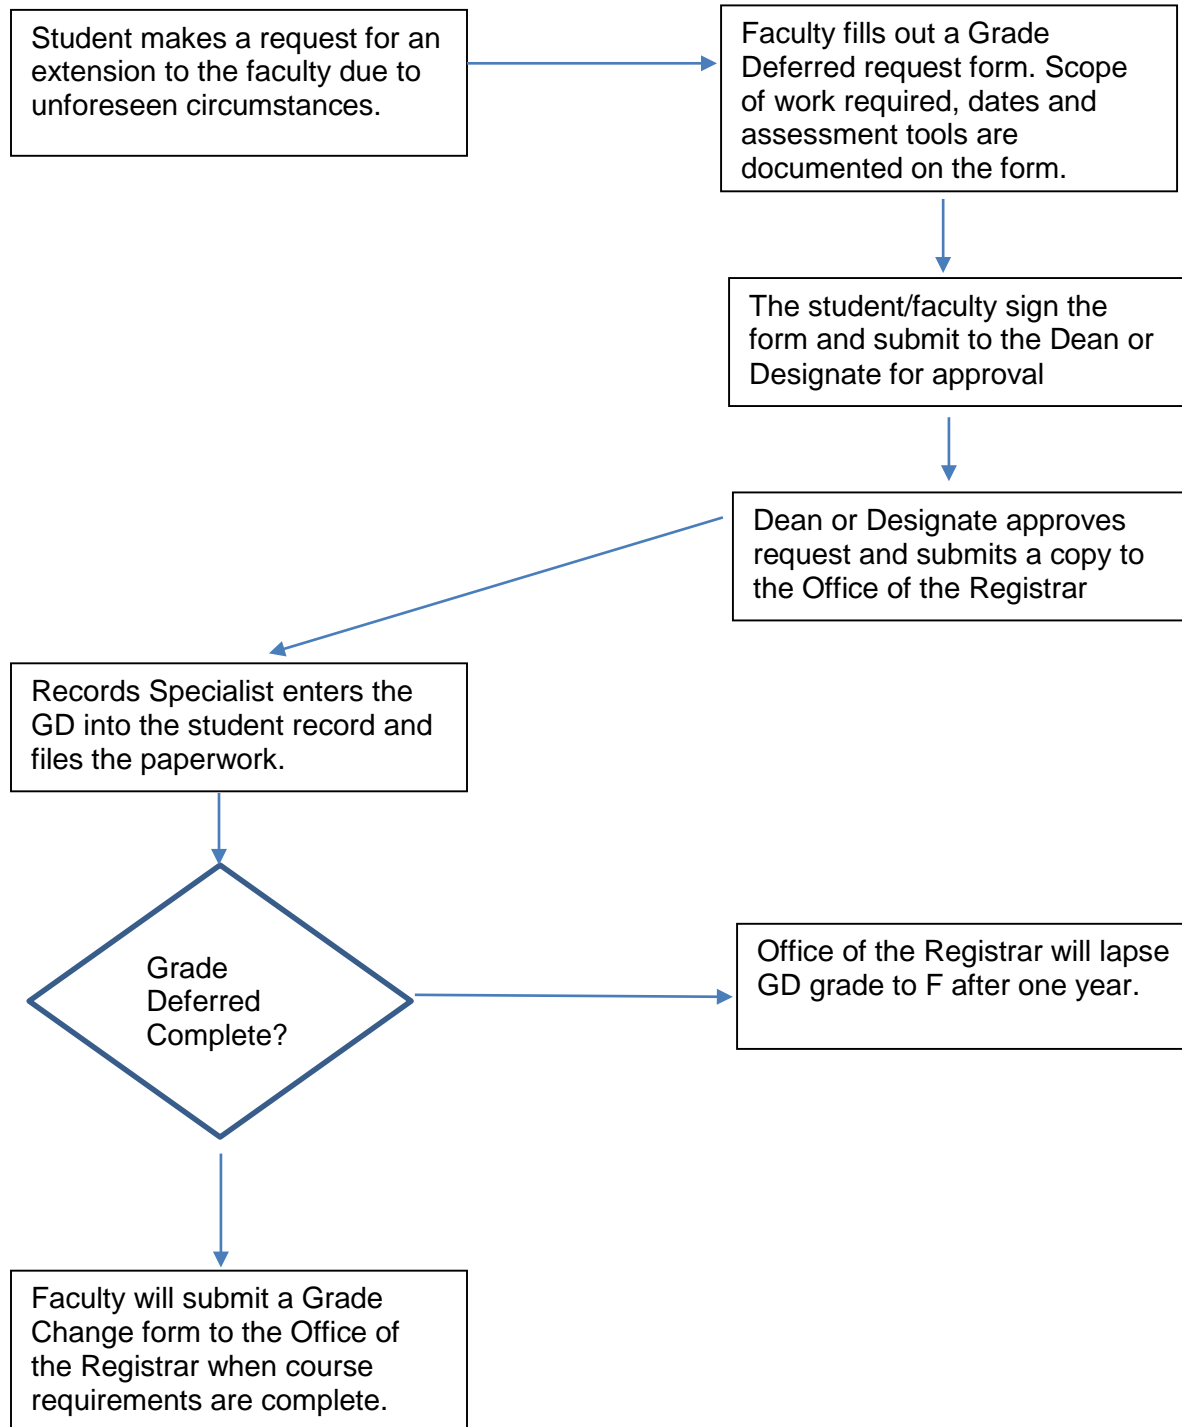 Student makes a request for an
extension to the faculty due to
unforeseen circumstances.
Faculty fills out a Grade
Deferred request form. Scope
of work required, dates and
assessment tools are
documented on the form.
The student/faculty sign the
form and submit to the Dean or
Designate for approval
Dean or Designate approves
request and submits a copy to
the Office of the Registrar
Records Specialist enters the
GD into the student record and
files the paperwork.
Grade
Deferred
Complete?
Office of the Registrar will lapse
GD grade to F after one year.
Faculty will submit a Grade
Change form to the Office of
the Registrar when course
requirements are complete.